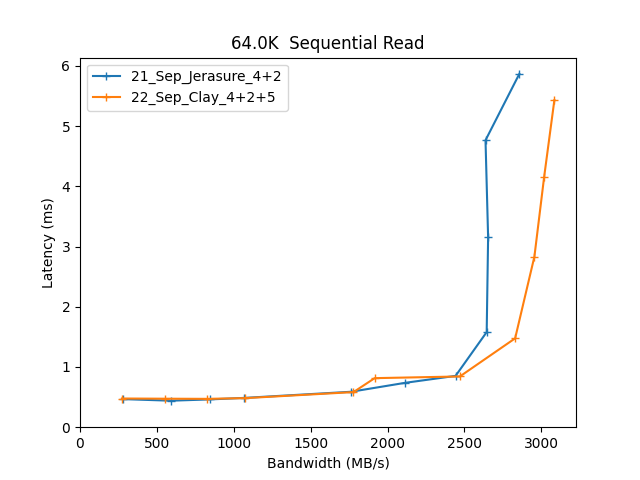 64.0K  Sequential Read
21_Sep_Jerasure_4+2
22_Sep_Clay_4+2+5
6
5
4
3
2
1
0
Latency (ms)
0 500 1000 1500 2000 2500 3000
Bandwidth (MB/s)